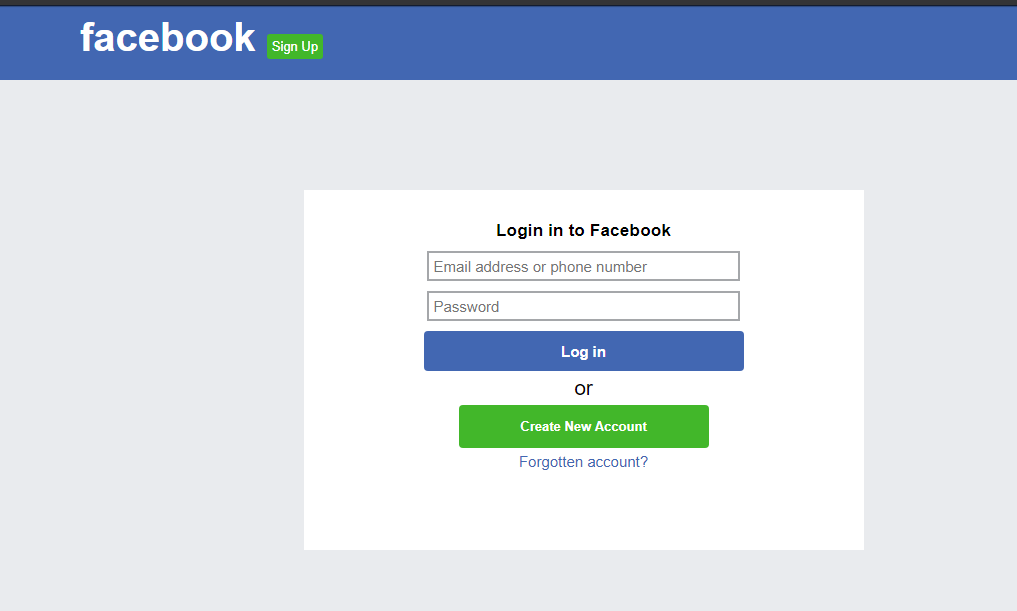 facebook Sign Up
Login in to Facebook
Email address or phone number
Password
Log in
or
Create New Account
Forgotten account?